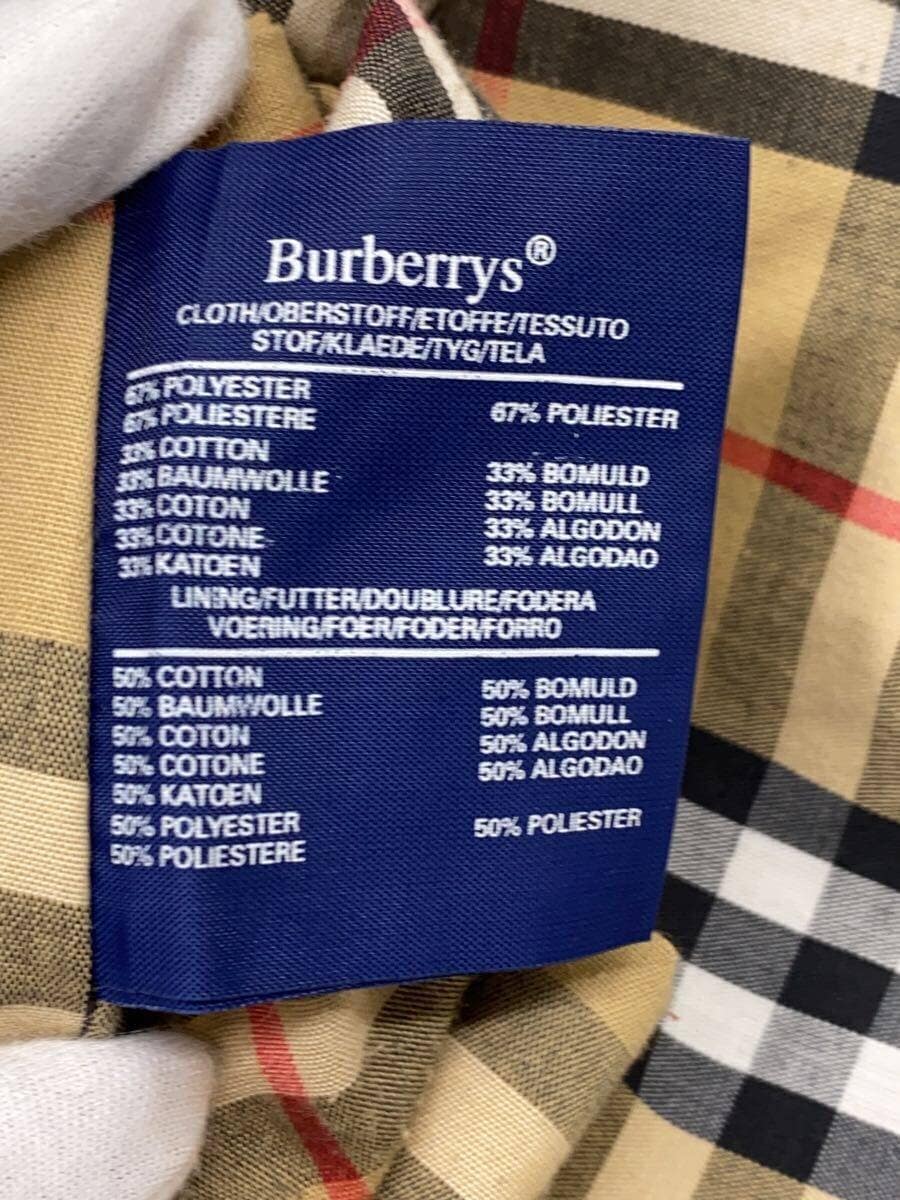 Burberrys®
CLOTH/OBERSTOFF/ETOFFE/TESSUTO
STOF/KLAEDE/TYG/TELA
67% POLYESTER
67% POLIESTERE
67% POLIESTER
33% COTTON
33% BAUMWOLLE
33% COTON
33% COTONE
33% KATOEN
33% BOMULD
33% BOMULL
33% ALGODON
33% ALGODAO
LINING/FUTTER/DOUBLURE/FODERA
VOERING/FOER/FODER/FORRO
50% COTTON
50% BAUMWOLLE
50% COTON
50% COTONE
50% KATOEN
50% POLYESTER
50% POLIESTERE
50% BOMULD
50% BOMULL
50% ALGODON
50% ALGODAO
50% POLIESTER